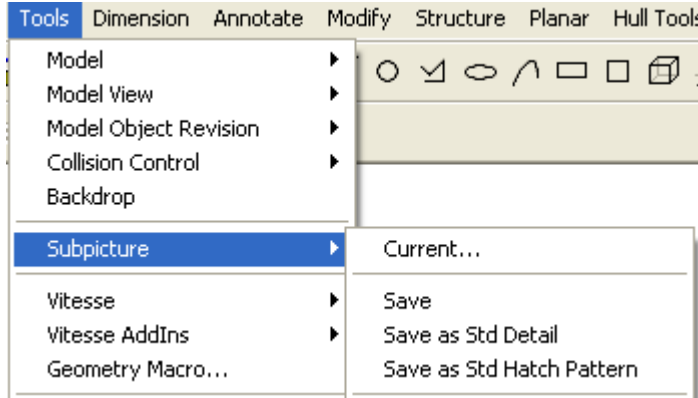 Tools Dimension Annotate Modify Structure Planar Hull Tools
Model
Model View
Model Object Revision
Collision Control
Backdrop
Subpicture
Current...
Vitesse
Save
Vitesse AddIns
Save as Std Detail
Geometry Macro...
Save as Std Hatch Pattern